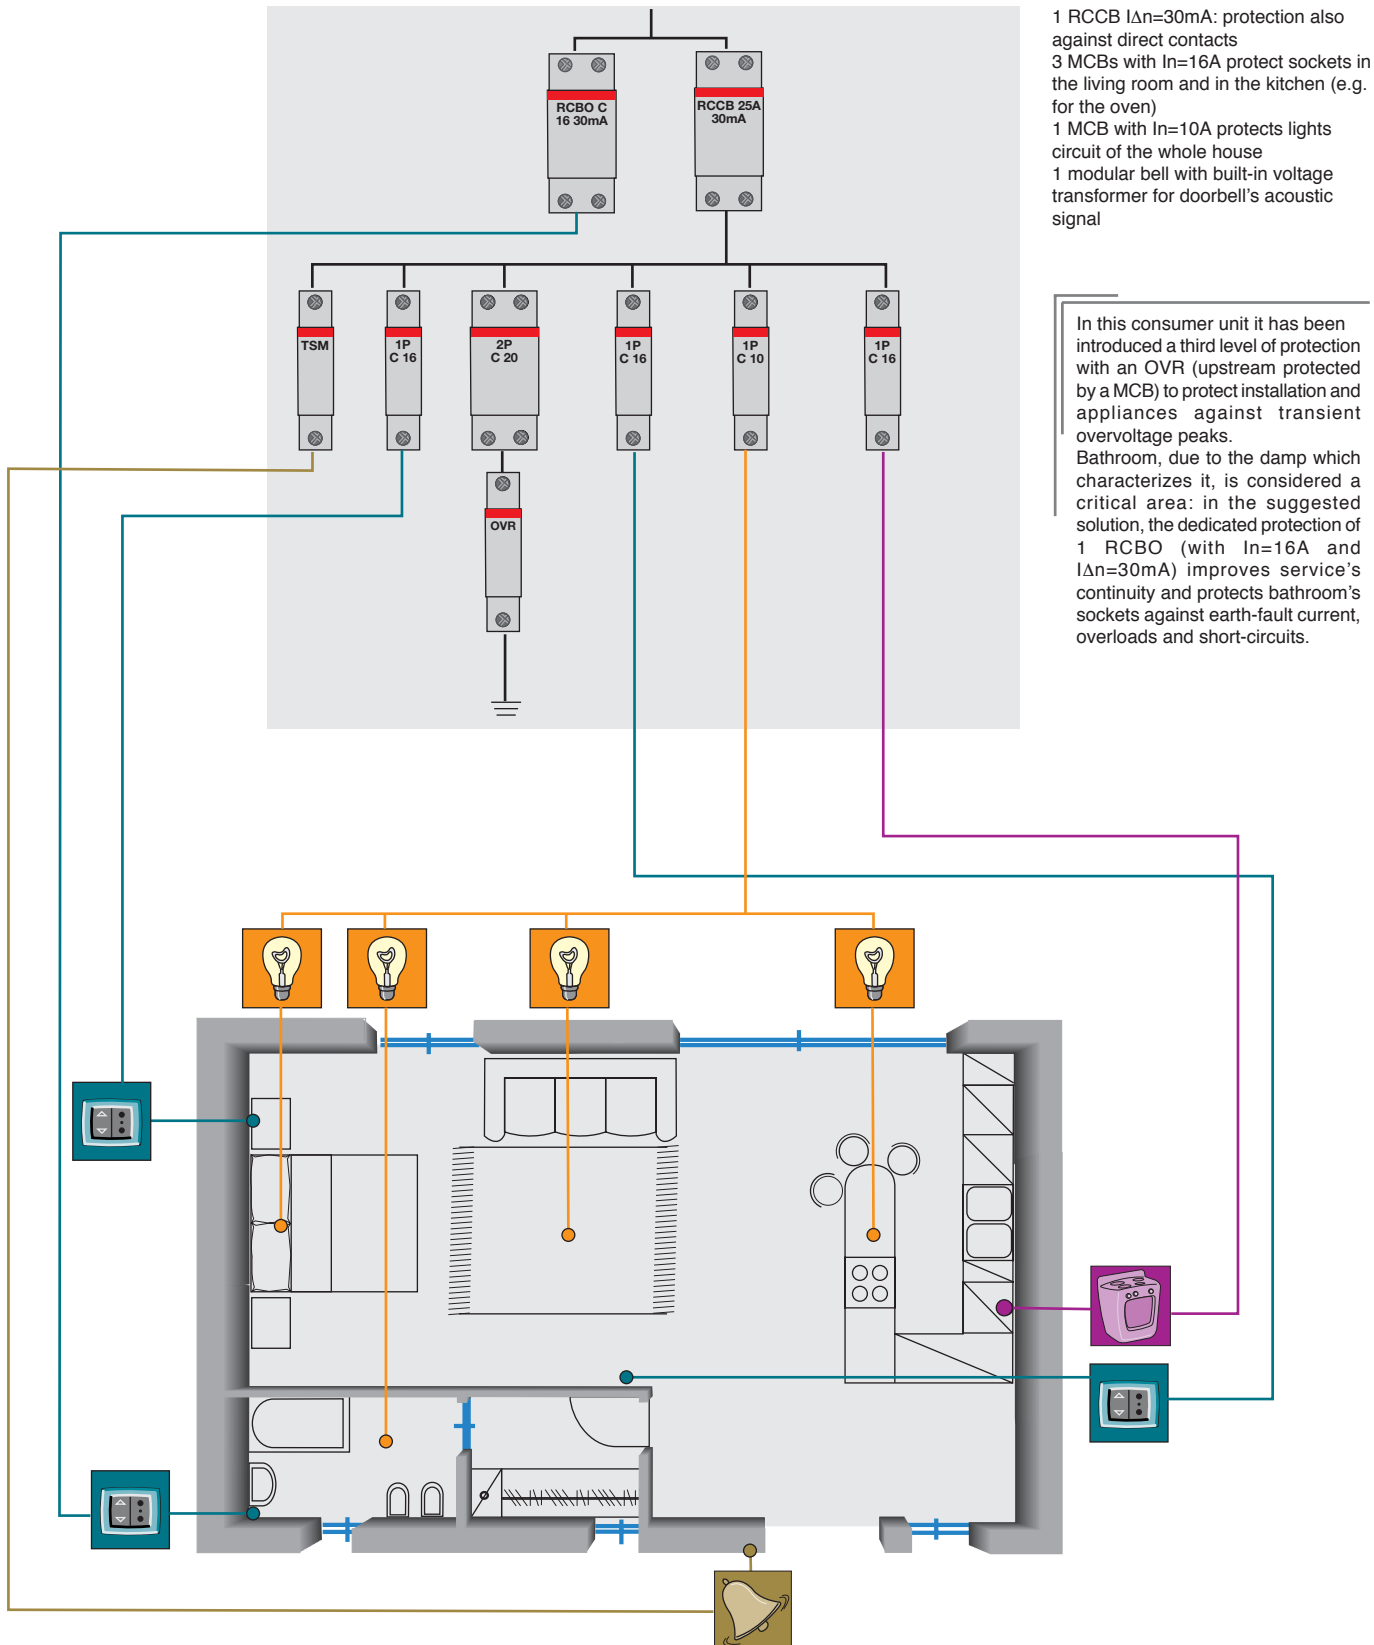 1 RCCB IΔn=30mA: protection also
against direct contacts
3 MCBs with In=16A protect sockets in
the living room and in the kitchen (e.g.
for the oven)
1 MCB with In=10A protects lights
circuit of the whole house
1 modular bell with built-in voltage
transformer for doorbell's acoustic
signal
RCBO C
16 30mA
RCCB 25A
30mA
TSM
1P
C 16
2P
C 20
1P
C 16
1P
C 10
1P
C 16
OVR
In this consumer unit it has been
introduced a third level of protection
with an OVR (upstream protected
by a MCB) to protect installation and
appliances against transient
overvoltage peaks.
Bathroom, due to the damp which
characterizes it, is considered a
critical area: in the suggested
solution, the dedicated protection of
1 RCBO (with In=16A and
IΔn=30mA) improves service's
continuity and protects bathroom's
sockets against earth-fault current,
overloads and short-circuits.